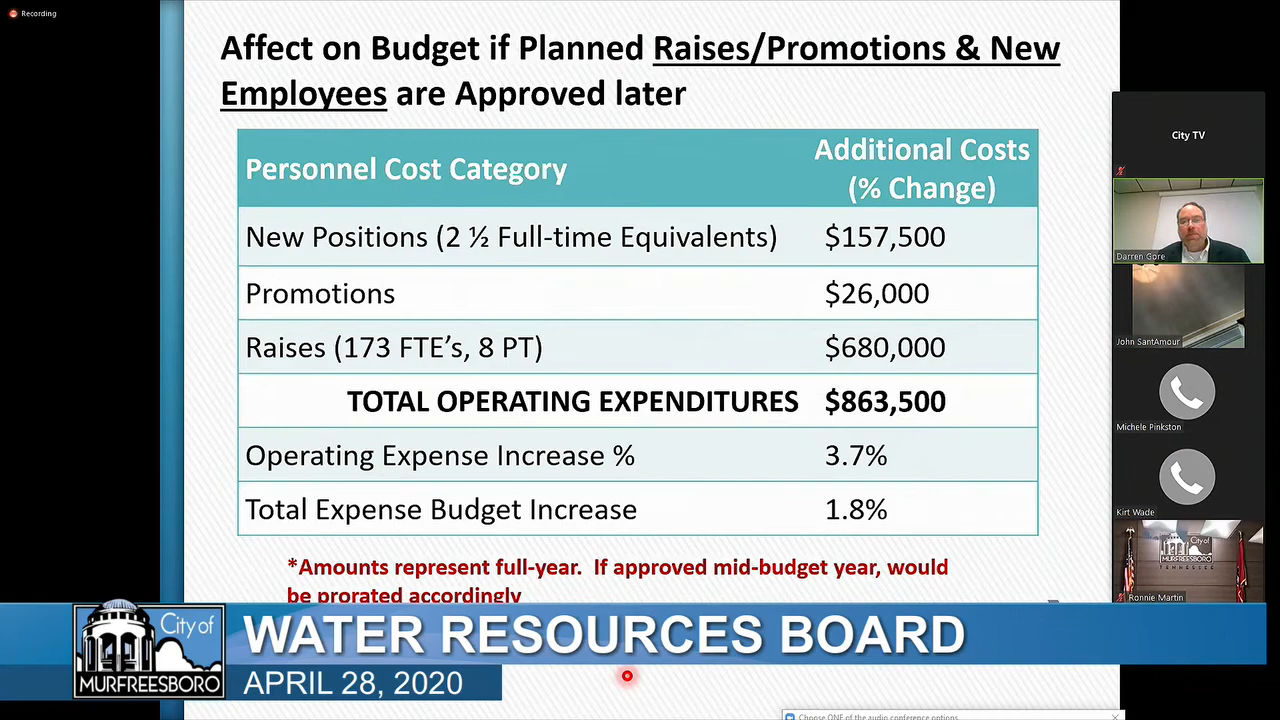 Recording
Affect on Budget if Planned Raises/Promotions & New
Employees are Approved later
Personnel Cost Category
Additional Costs
(% Change)
New Positions (2 ½ Full-time Equivalents) $157,500
Promotions $26,000
Raises (173 FTE’s, 8 PT) $680,000
TOTAL OPERATING EXPENDITURES $863,500
Operating Expense Increase % 3.7%
Total Expense Budget Increase 1.8%
*Amounts represent full-year. If approved mid-budget year, would
be prorated accordingly
City TV
Darren Gore
John SantAmour
Michele Pinkston
Kirt Wade
City of
MURFREESBORO
TENNESSEE
Ronnie Martin
City of
MURFREESBORO
WATER RESOURCES BOARD
APRIL 28, 2020
Choose ONE of the audio conference options